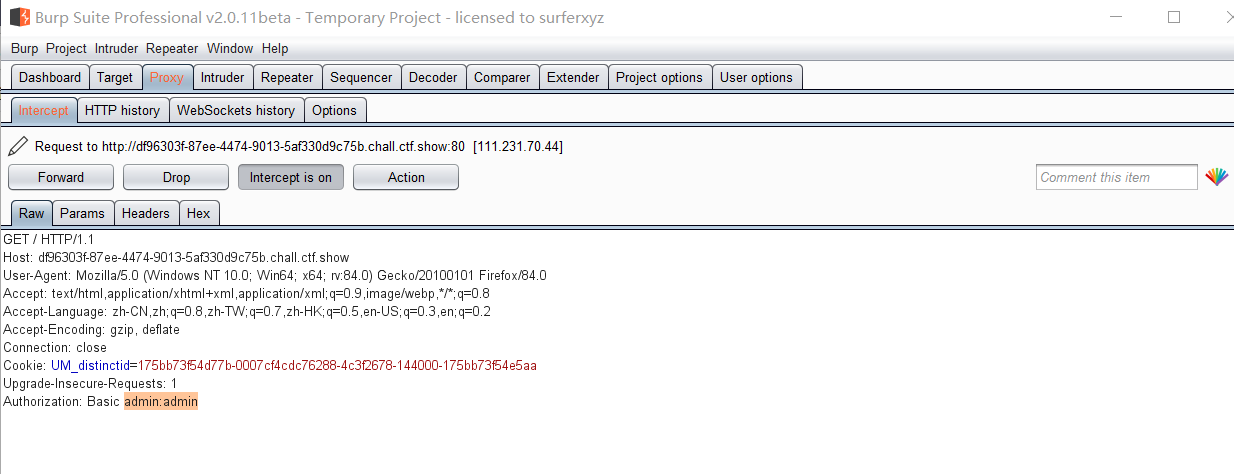 Burp Suite Professional v2.0.11beta - Temporary Project - licensed to surferxyz
Burp Project Intruder Repeater Window Help
Dashboard Target Proxy Intruder Repeater Sequencer Decoder Comparer Extender Project options User options
Intercept HTTP history WebSockets history Options
Request to http://df96303f-87ee-4474-9013-5af330d9c75b.chall.ctf.show:80 [111.231.70.44]
Forward Drop Intercept is on Action Comment this item
Raw Params Headers Hex
GET / HTTP/1.1
Host: df96303f-87ee-4474-9013-5af330d9c75b.chall.ctf.show
User-Agent: Mozilla/5.0 (Windows NT 10.0; Win64; x64; rv:84.0) Gecko/20100101 Firefox/84.0
Accept: text/html,application/xhtml+xml,application/xml;q=0.9,image/webp,*/*;q=0.8
Accept-Language: zh-CN,zh;q=0.8,zh-TW;q=0.7,zh-HK;q=0.5,en-US;q=0.3,en;q=0.2
Accept-Encoding: gzip, deflate
Connection: close
Cookie: UM_distinctid=175bb73f54d77b-0007cf4cdc76288-4c3f2678-144000-175bb73f54e5aa
Upgrade-Insecure-Requests: 1
Authorization: Basic admin:admin